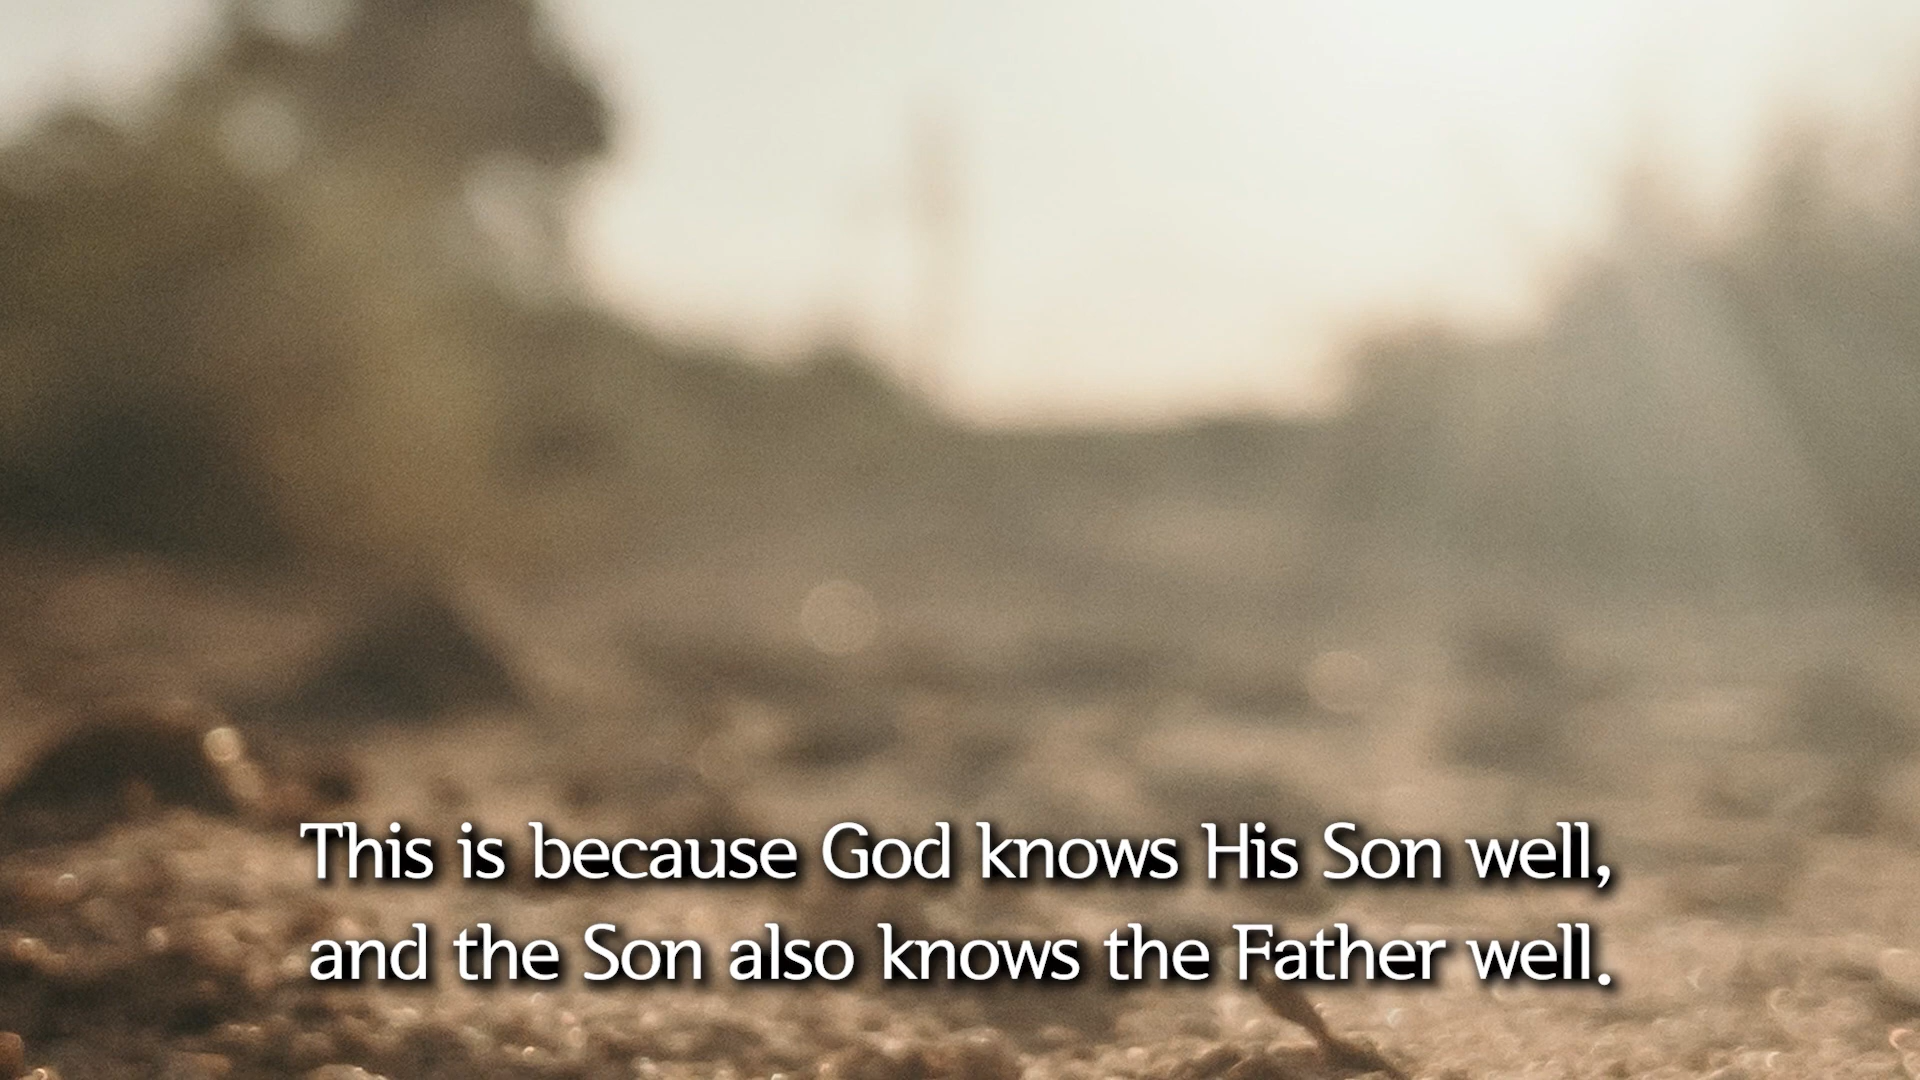 This is because God knows His Son well,
and the Son also knows the Father well.